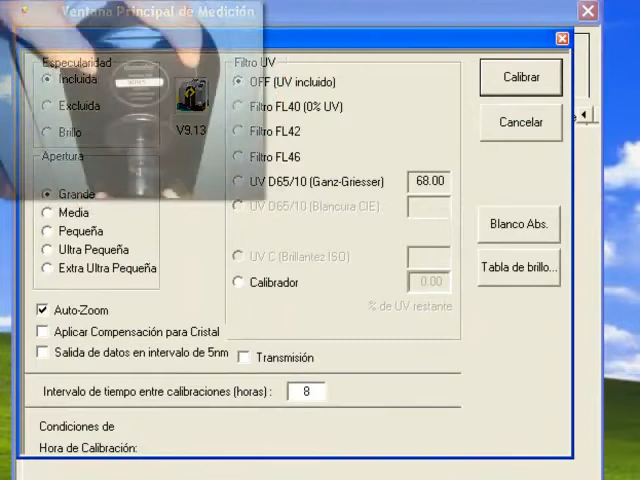 Ventana Principal de Medición
Especularidad
Incluida
Excluida
Brillo
V9.13
Apertura
Grande
Media
Pequeña
Ultra Pequeña
Extra Ultra Pequeña
Filtro UV
OFF (UV incluido)
Filtro FL40 (0% UV)
Filtro FL42
Filtro FL46
UV D65/10 (Ganz-Griesser)
68.00
UV D65/10 (Blancura CIE)
UV C (Brillantez ISO)
Calibrador
0.00
% de UV restante
Calibrar
Cancelar
Blanco Abs.
Tabla de brillo...
Auto-Zoom
Aplicar Compensación para Cristal
Salida de datos en intervalo de 5nm
Transmisión
Intervalo de tiempo entre calibraciones (horas) :
8
Condiciones de
Hora de Calibración: